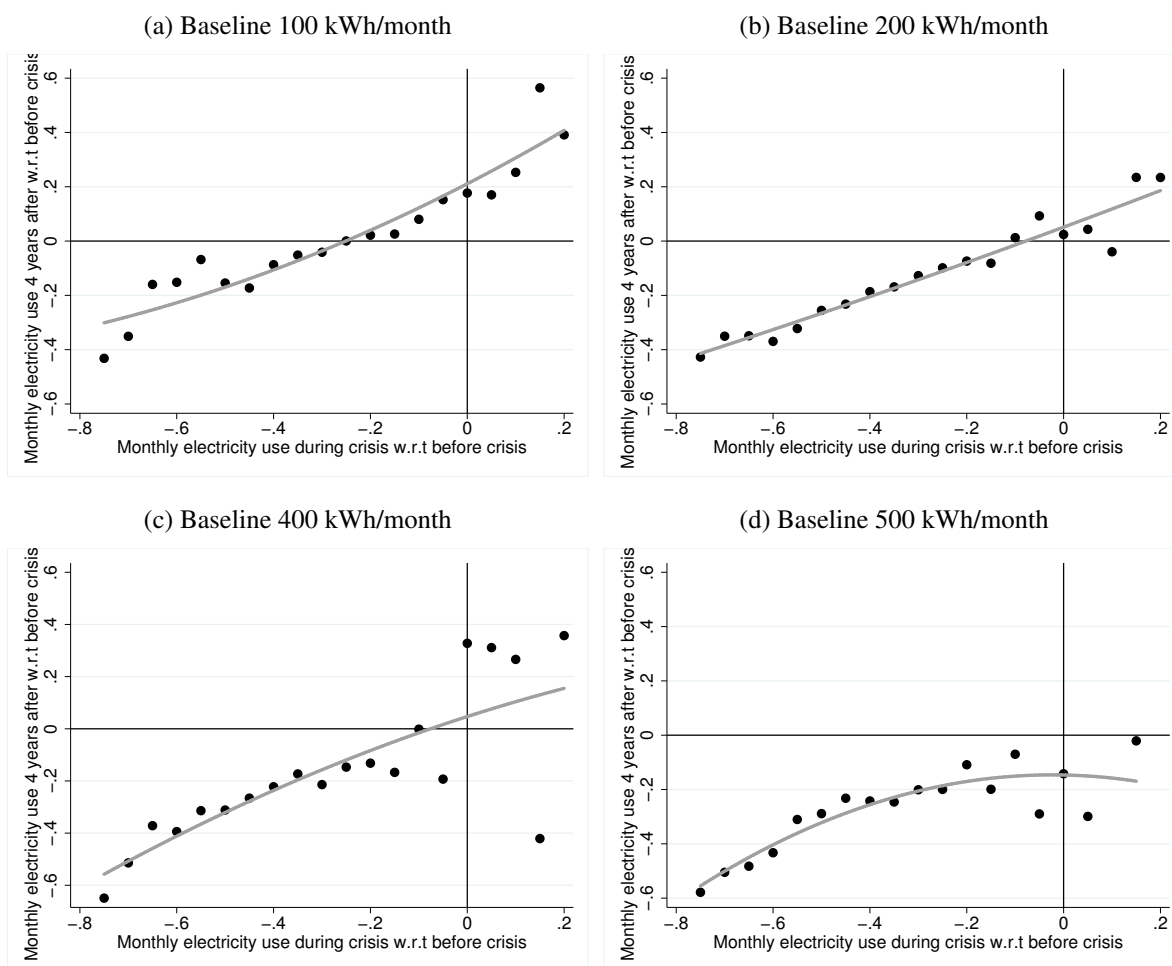 (a) Baseline 100 kWh/month
Monthly electricity use 4 years after w.r.t before crisis
.6
.4
.2
0
−.2
−.4
−.6
−.8 −.6 −.4 −.2 0 .2
Monthly electricity use during crisis w.r.t before crisis
(b) Baseline 200 kWh/month
Monthly electricity use 4 years after w.r.t before crisis
.6
.4
.2
0
−.2
−.4
−.6
−.8 −.6 −.4 −.2 0 .2
Monthly electricity use during crisis w.r.t before crisis
(c) Baseline 400 kWh/month
Monthly electricity use 4 years after w.r.t before crisis
.6
.4
.2
0
−.2
−.4
−.6
−.8 −.6 −.4 −.2 0 .2
Monthly electricity use during crisis w.r.t before crisis
(d) Baseline 500 kWh/month
Monthly electricity use 4 years after w.r.t before crisis
.6
.4
.2
0
−.2
−.4
−.6
−.8 −.6 −.4 −.2 0 .2
Monthly electricity use during crisis w.r.t before crisis